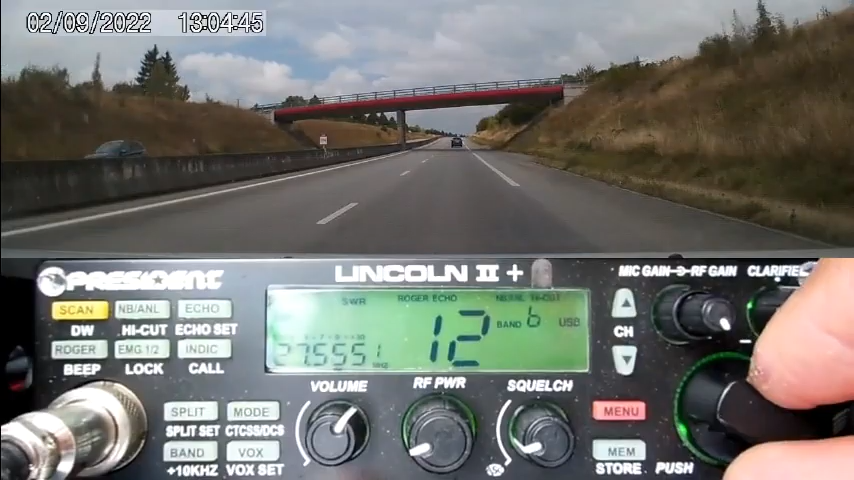 02/09/2022 13:04:45
PRESIDENT LINCOLN II + MIC GAIN RF GAIN CLARIFIE
SCAN NB/ANL ECHO
DW HI-CUT ECHO SET
ROGER EMG 1/2 INDIC
BEEP LOCK CALL
SWR ROGER ECHO NB/ANL HI-CUT
12 BAND b USB
27.555.1 MHz
CH
VOLUME RF PWR SQUELCH
SPLIT MODE
SPLIT SET CTCSS/DCS
BAND VOX
+10KHZ VOX SET
MENU
MEM
STORE PUSH